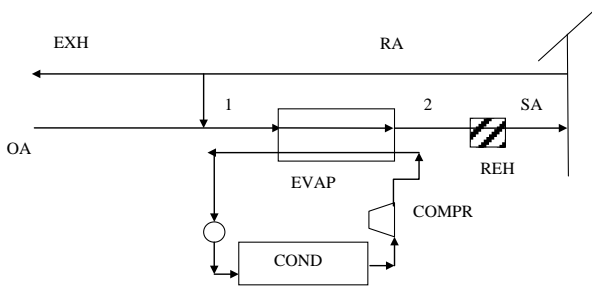 EXH RA
1 2 SA
OA
REH
EVAP
COMPR
COND